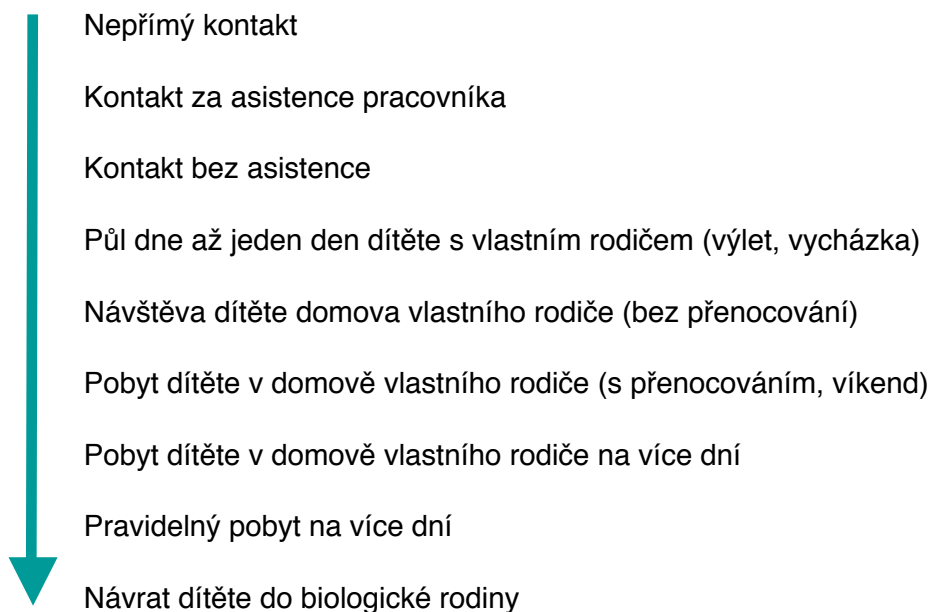 Nepřímý kontakt
Kontakt za asistence pracovníka
Kontakt bez asistence
Půl dne až jeden den dítěte s vlastním rodičem (výlet, vycházka)
Návštěva dítěte domova vlastního rodiče (bez přenocování)
Pobyt dítěte v domově vlastního rodiče (s přenocováním, víkend)
Pobyt dítěte v domově vlastního rodiče na více dní
Pravidelný pobyt na více dní
Návrat dítěte do biologické rodiny